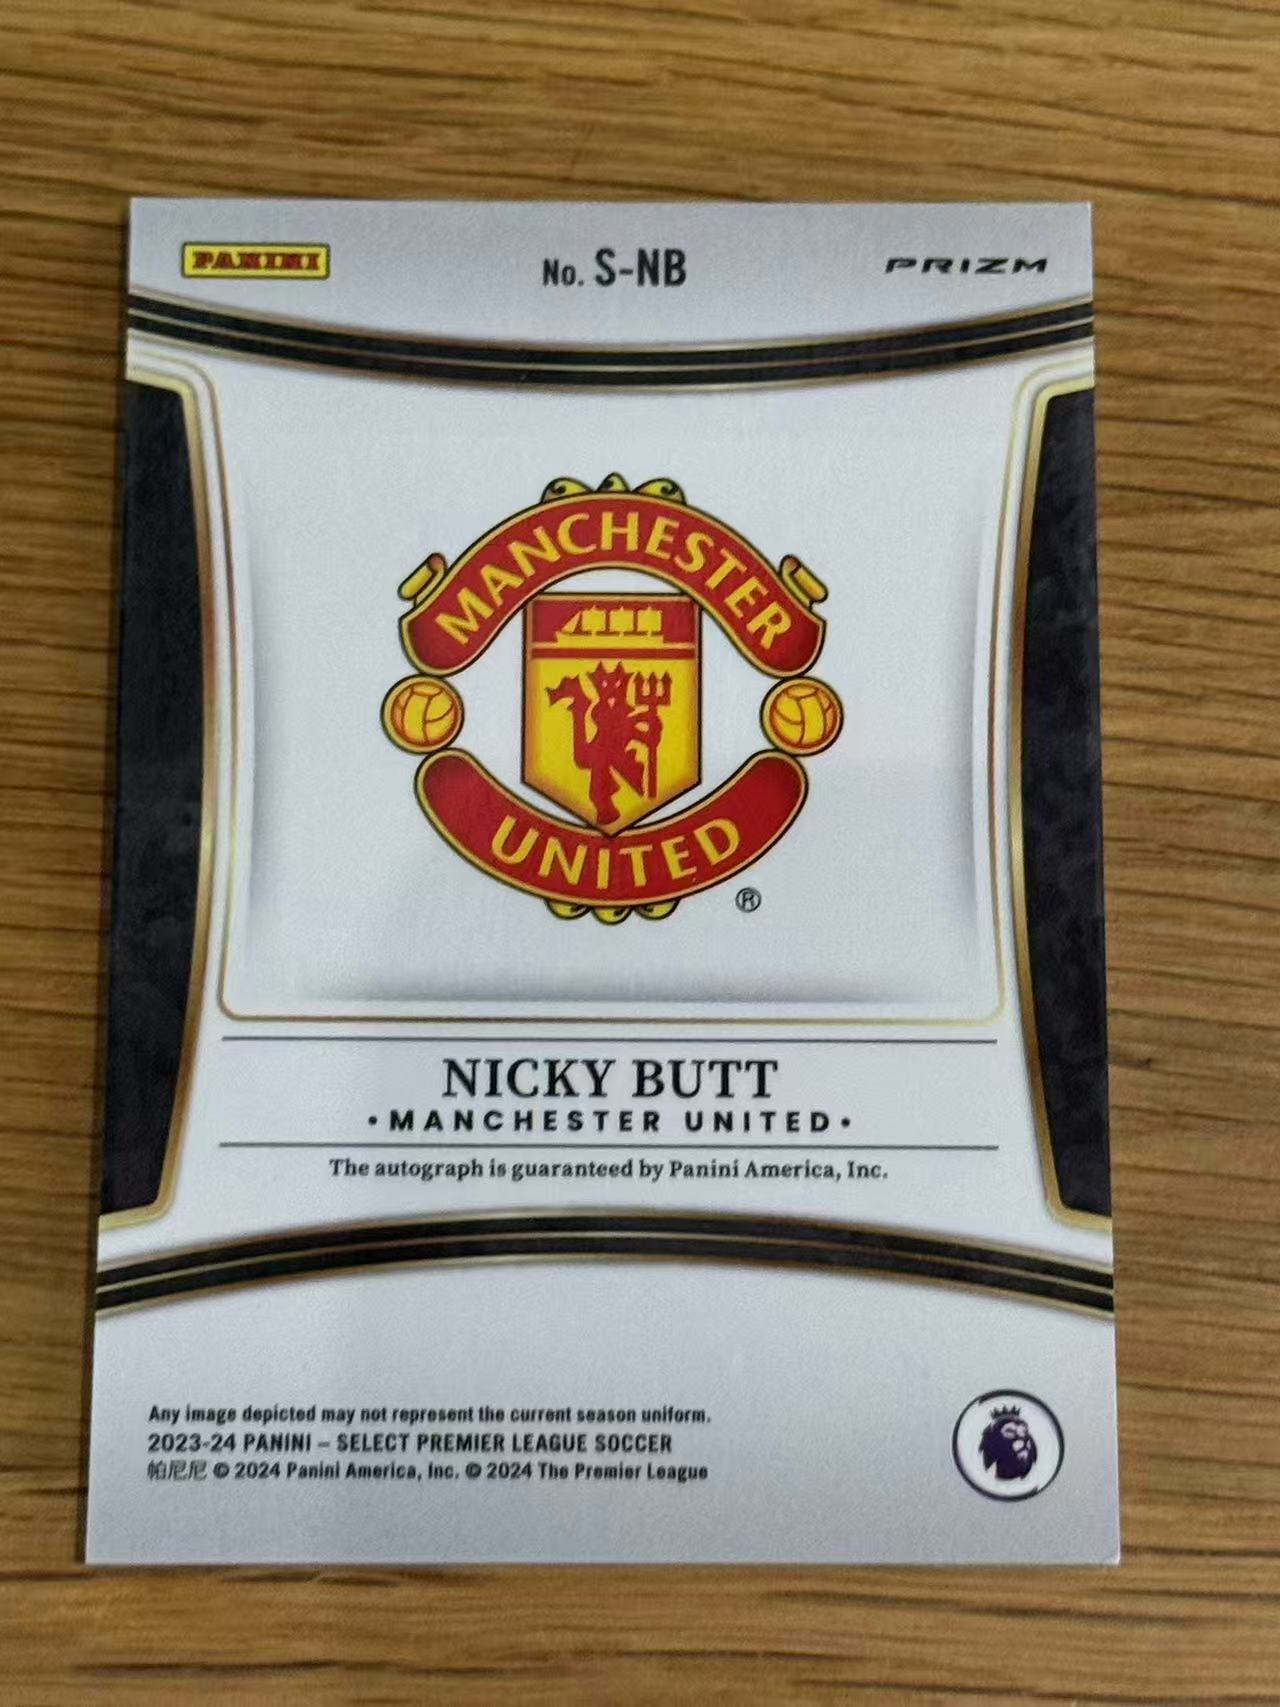 PANINI
No. S-NB
PRIZM
MANCHESTER
UNITED
®
NICKY BUTT
•MANCHESTER UNITED•
The autograph is guaranteed by Panini America, Inc.
Any image depicted may not represent the current season uniform.
2023-24 PANINI – SELECT PREMIER LEAGUE SOCCER
帕尼尼 © 2024 Panini America, Inc. © 2024 The Premier League